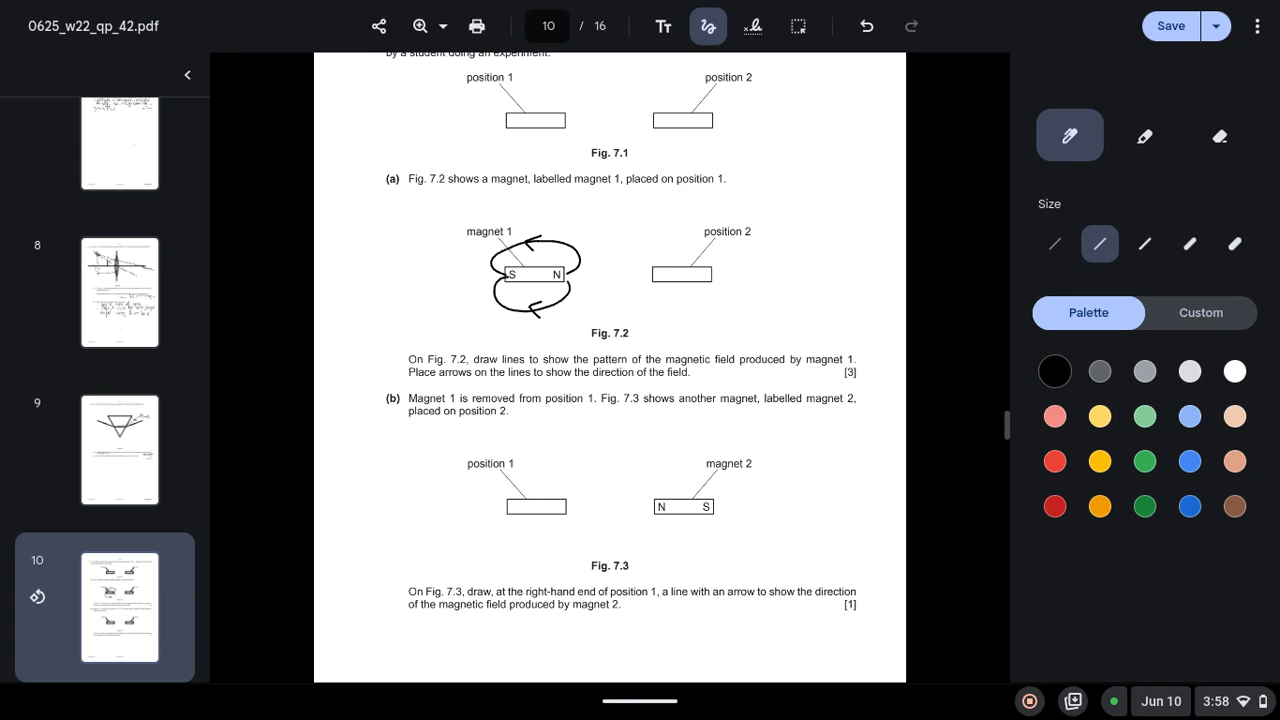 0625_w22_qp_42.pdf
10 / 16
Tт
Save
by a student doing an experiment.
position 1
position 2
Fig. 7.1
(a) Fig. 7.2 shows a magnet, labelled magnet 1, placed on position 1.
magnet 1
position 2
S N
Fig. 7.2
On Fig. 7.2, draw lines to show the pattern of the magnetic field produced by magnet 1.
Place arrows on the lines to show the direction of the field. [3]
(b) Magnet 1 is removed from position 1. Fig. 7.3 shows another magnet, labelled magnet 2,
placed on position 2.
position 1
magnet 2
N S
Fig. 7.3
On Fig. 7.3, draw, at the right-hand end of position 1, a line with an arrow to show the direction
of the magnetic field produced by magnet 2. [1]
8
9
10
Size
Palette
Custom
Jun 10
3:58